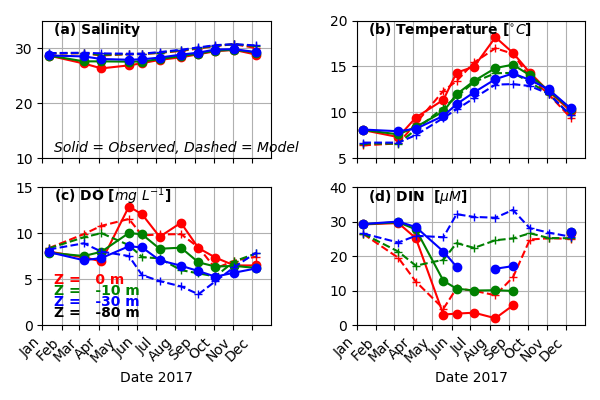 (a) Salinity
30
20
10
Solid = Observed, Dashed = Model
(b) Temperature [°C]
20
15
10
5
(c) DO [mg L⁻¹]
15
10
5
0
Z =   0 m
Z =   -10 m
Z =   -30 m
Z =   -80 m
Jan Feb Mar Apr May Jun Jul Aug Sep Oct Nov Dec
Date 2017
(d) DIN  [μM]
40
30
20
10
0
Jan Feb Mar Apr May Jun Jul Aug Sep Oct Nov Dec
Date 2017